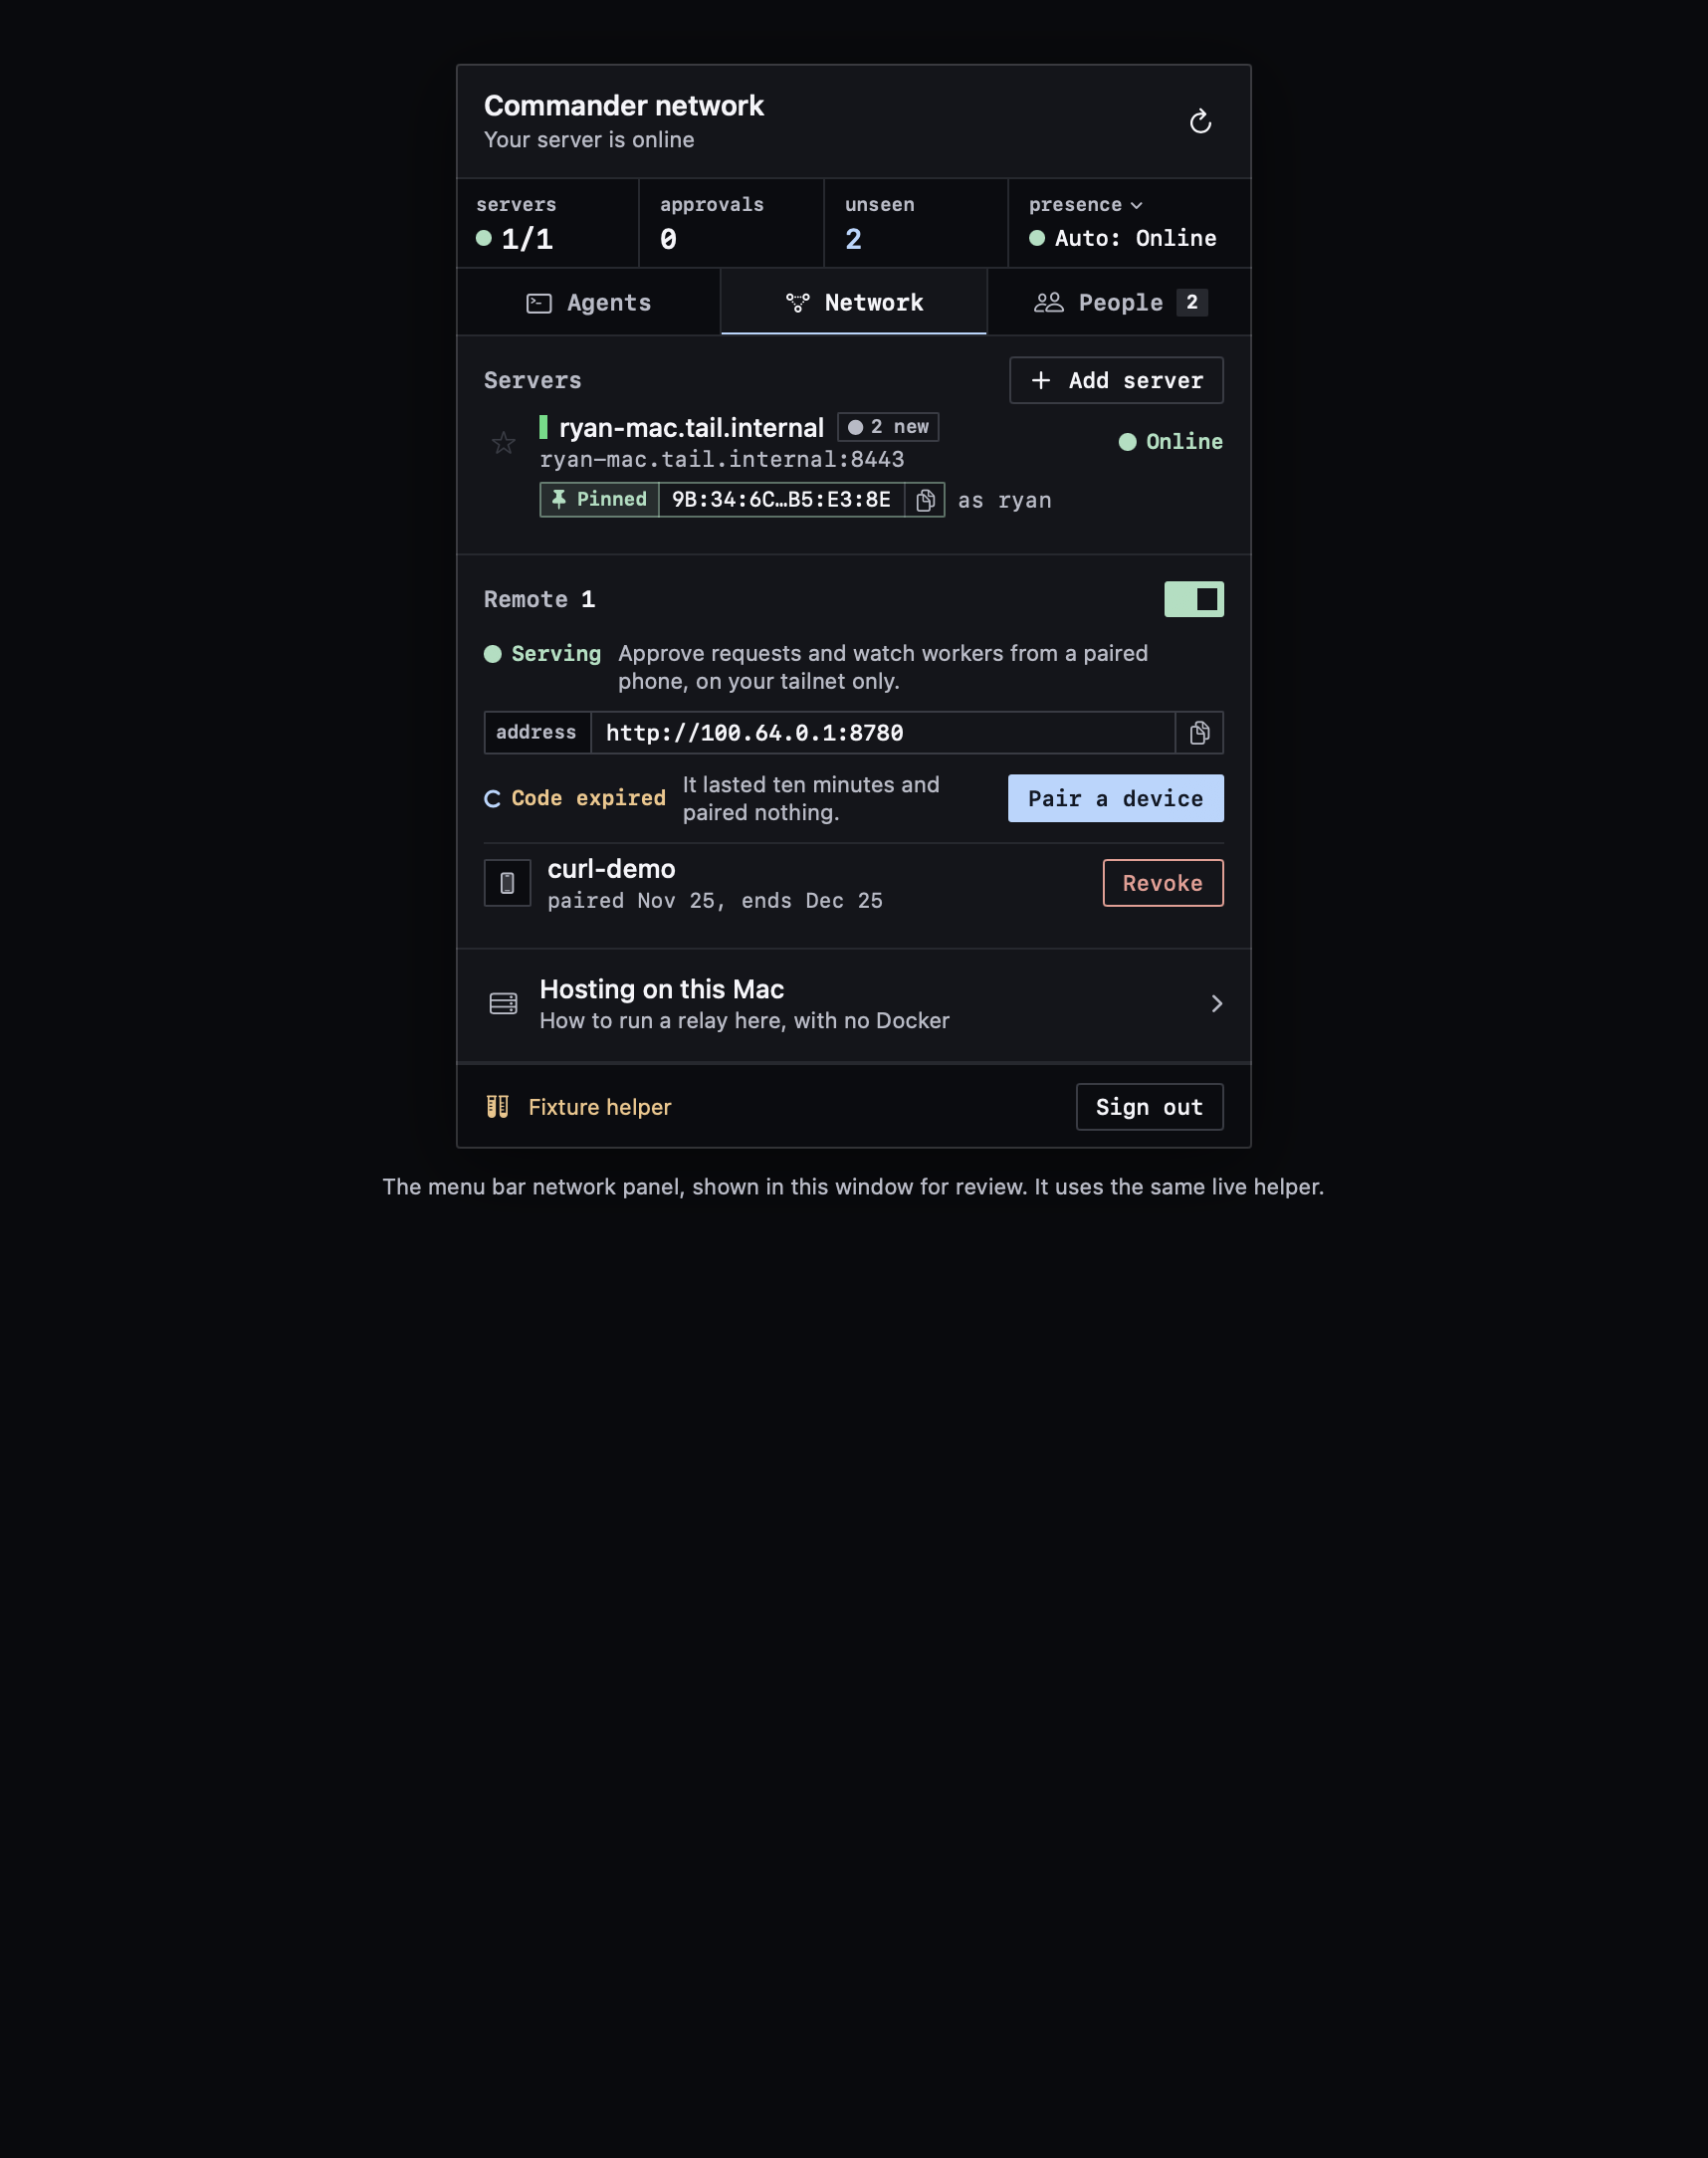 Commander network
Your server is online
servers
1/1
approvals
0
unseen
2
presence
Auto: Online
Agents
Network
People 2
Servers
+ Add server
ryan-mac.tail.internal
2 new
ryan-mac.tail.internal:8443
Online
Pinned 9B:34:6C…B5:E3:8E as ryan
Remote 1
Serving
Approve requests and watch workers from a paired
phone, on your tailnet only.
address http://100.64.0.1:8780
Code expired
It lasted ten minutes and
paired nothing.
Pair a device
curl-demo
paired Nov 25, ends Dec 25
Revoke
Hosting on this Mac
How to run a relay here, with no Docker
Fixture helper
Sign out
The menu bar network panel, shown in this window for review. It uses the same live helper.